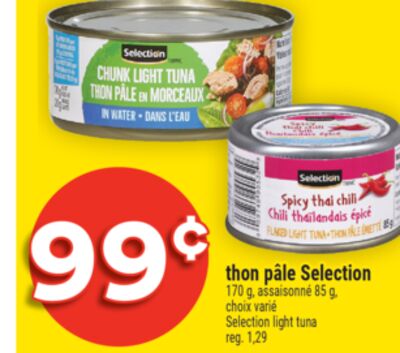 Selection
CHUNK LIGHT TUNA
THON PÂLE EN MORCEAUX
IN WATER • DANS L'EAU
Selection
Spicy thai chili
Chili thaïlandais épicé
FLAKED LIGHT TUNA • THON PÂLE ÉMIETTÉ 85 g
99¢
thon pâle Selection
170 g, assaisonné 85 g,
choix varié
Selection light tuna
reg. 1,29